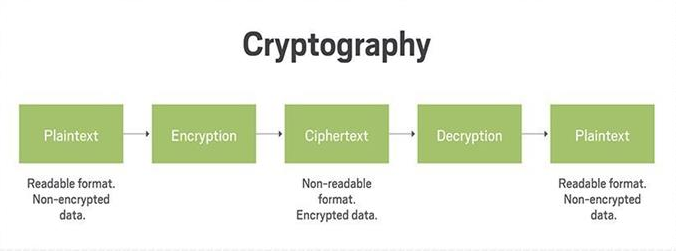 Cryptography
Plaintext
Encryption
Ciphertext
Decryption
Plaintext
Readable format.
Non-encrypted
data.
Non-readable
format.
Encrypted data.
Readable format.
Non-encrypted
data.